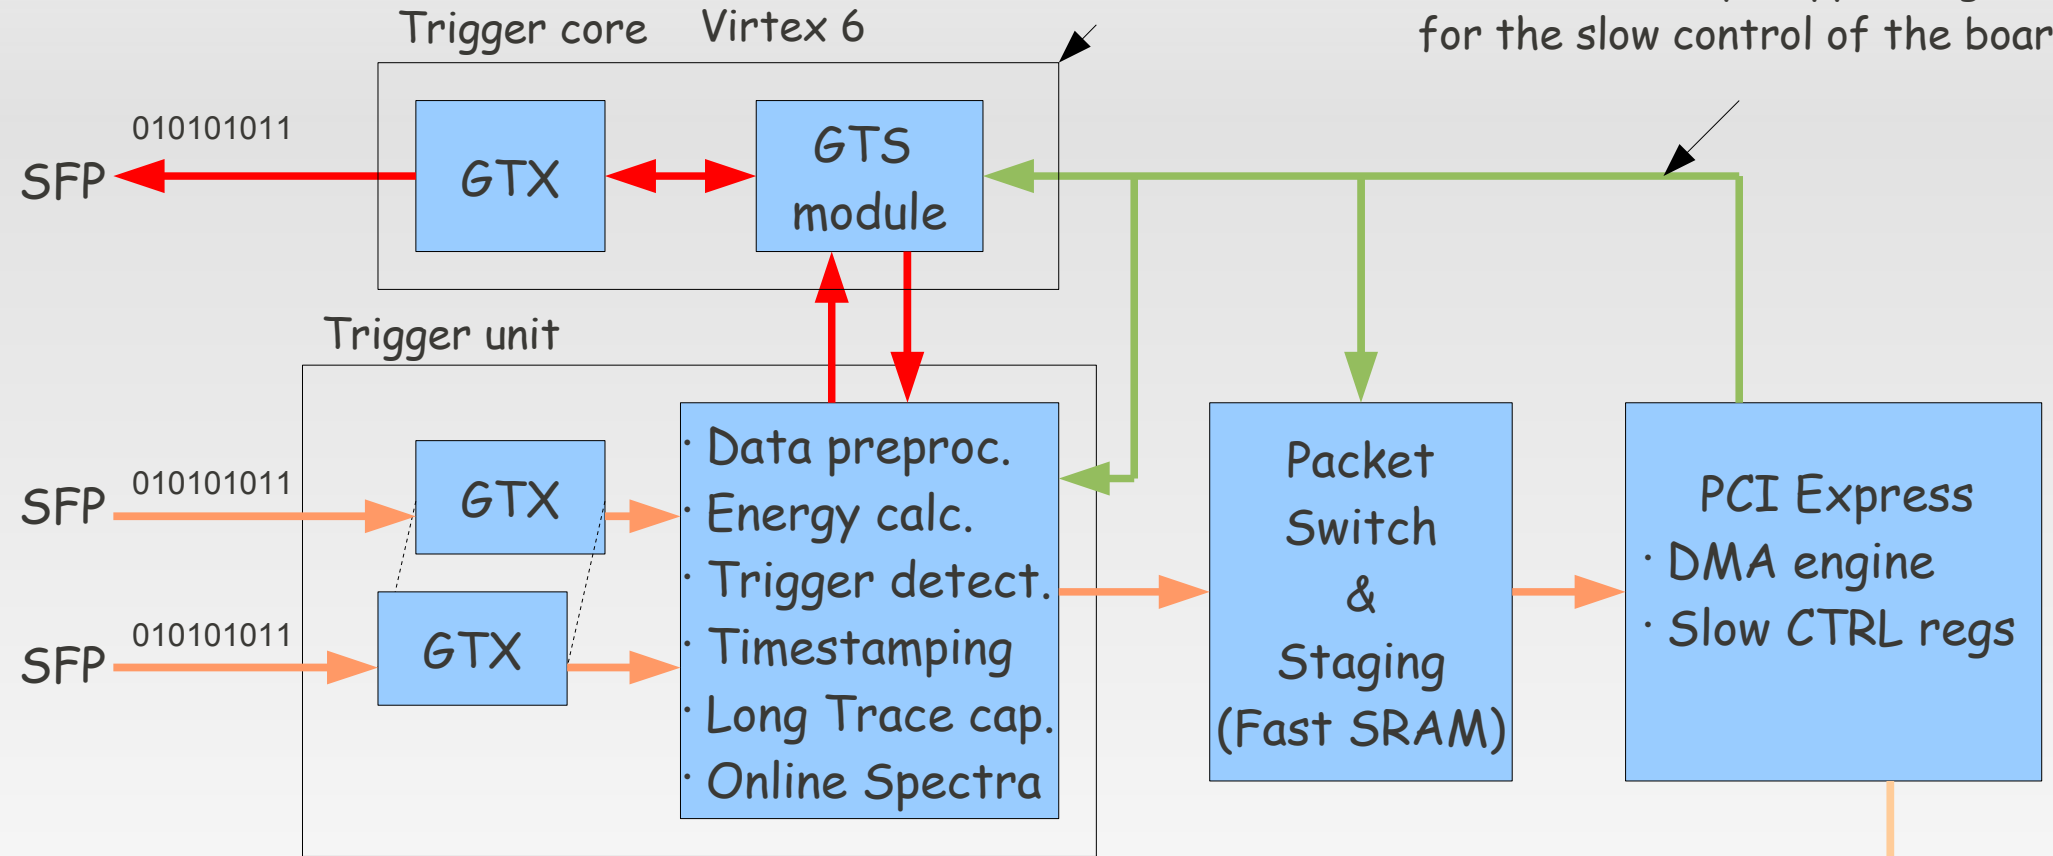 Trigger core Virtex 6
for the slow control of the boar
010101011
SFP
GTX
GTS
module
Trigger unit
010101011
SFP
GTX
010101011
SFP
GTX
· Data preproc.
· Energy calc.
· Trigger detect.
· Timestamping
· Long Trace cap.
· Online Spectra
Packet
Switch
&
Staging
(Fast SRAM)
PCI Express
· DMA engine
· Slow CTRL regs